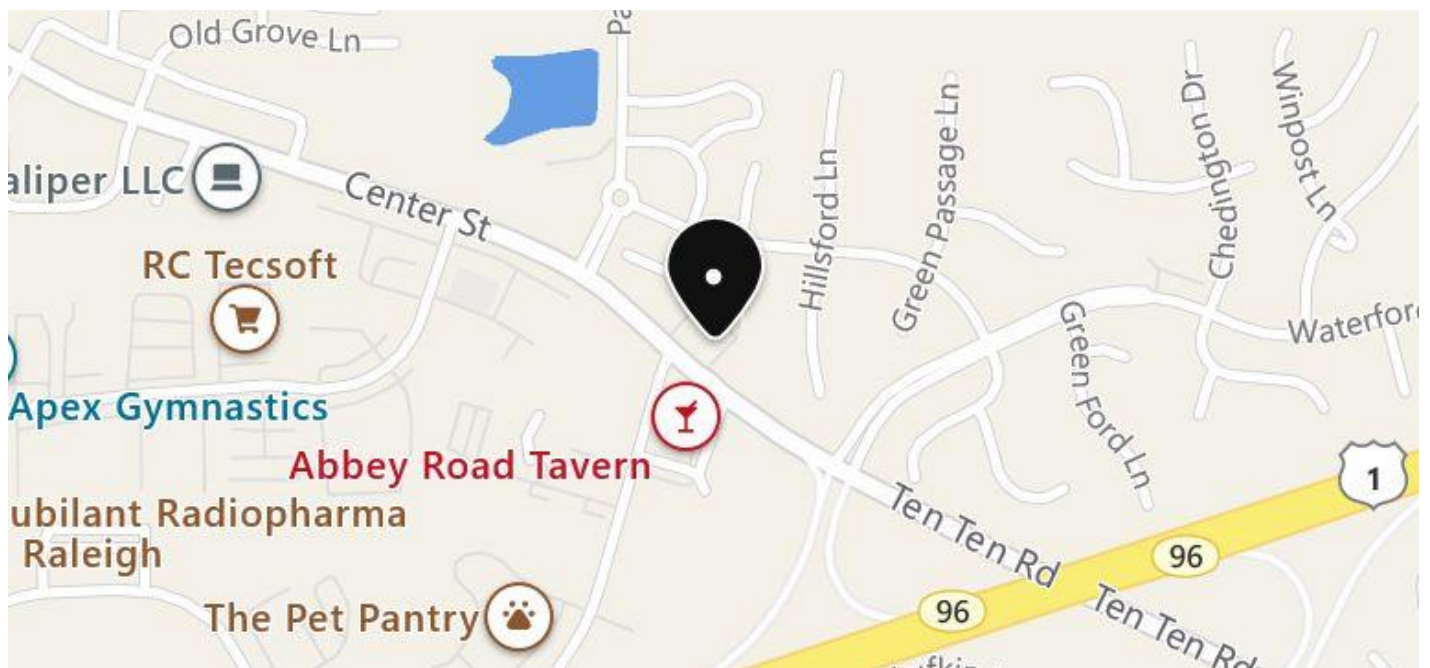 Old Grove Ln
Pa
aliper LLC
Center St
RC Tecsoft
Hillsford Ln
Green Passage Ln
Chedington Dr
Winpost Ln
Waterfor
Green Ford Ln
Apex Gymnastics
Abbey Road Tavern
1
ubilant Radiopharma
Raleigh
Ten Ten Rd
96
96
The Pet Pantry
Ten Ten Rd